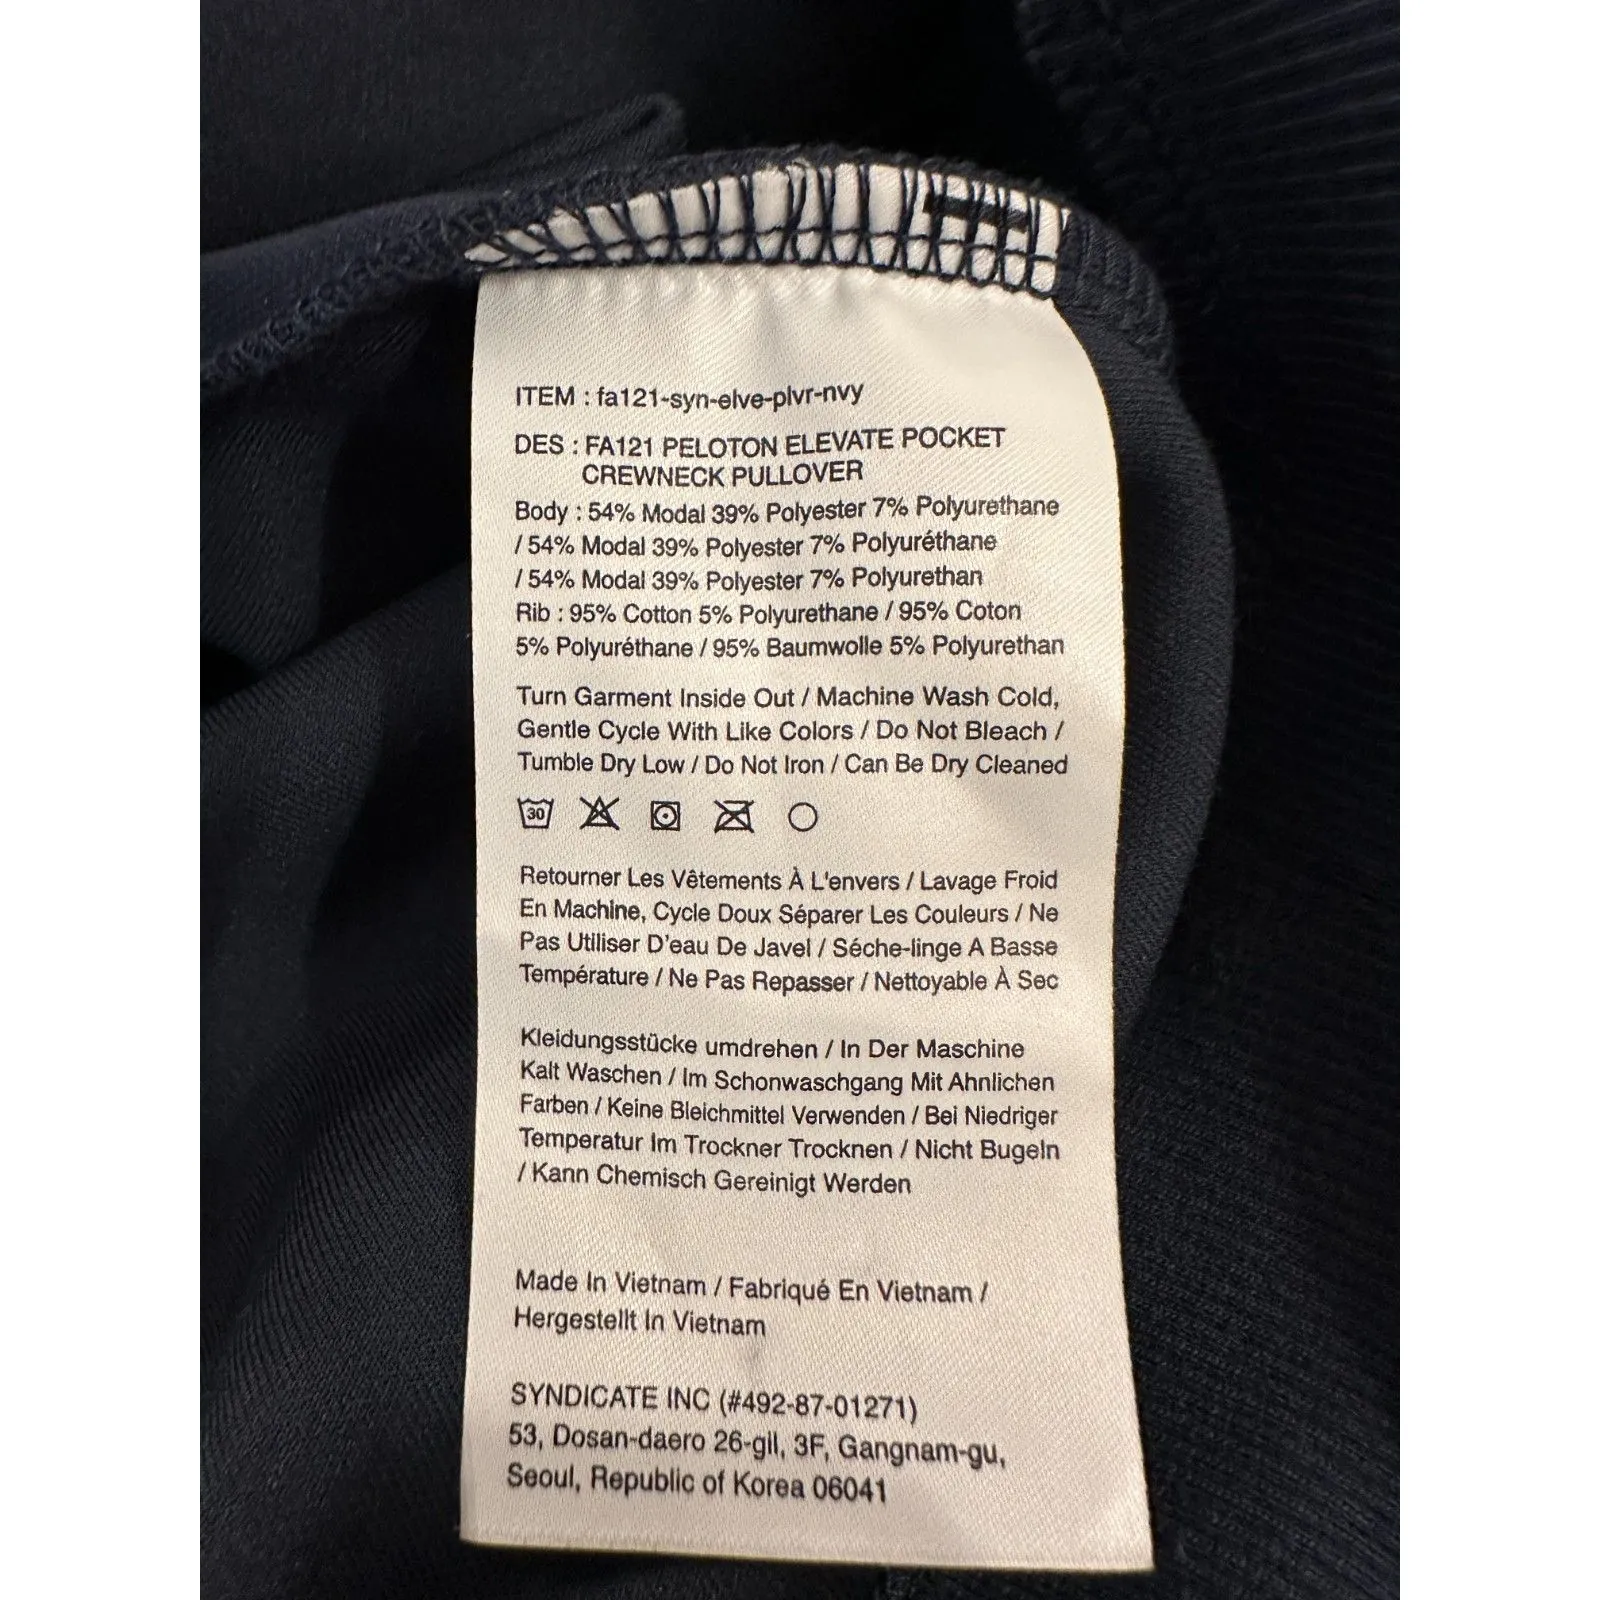 ITEM : fa121-syn-elve-plvr-nvy
DES : FA121 PELOTON ELEVATE POCKET
CREWNECK PULLOVER
Body : 54% Modal 39% Polyester 7% Polyurethane
/ 54% Modal 39% Polyester 7% Polyuréthane
/ 54% Modal 39% Polyester 7% Polyurethan
Rib : 95% Cotton 5% Polyurethane / 95% Coton
5% Polyuréthane / 95% Baumwolle 5% Polyurethan
Turn Garment Inside Out / Machine Wash Cold,
Gentle Cycle With Like Colors / Do Not Bleach /
Tumble Dry Low / Do Not Iron / Can Be Dry Cleaned
30
Retourner Les Vêtements À L'envers / Lavage Froid
En Machine, Cycle Doux Séparer Les Couleurs / Ne
Pas Utiliser D'eau De Javel / Séche-linge A Basse
Température / Ne Pas Repasser / Nettoyable À Sec
Kleidungsstücke umdrehen / In Der Maschine
Kalt Waschen / Im Schonwaschgang Mit Ahnlichen
Farben / Keine Bleichmittel Verwenden / Bei Niedriger
Temperatur Im Trockner Trocknen / Nicht Bugeln
/ Kann Chemisch Gereinigt Werden
Made In Vietnam / Fabriqué En Vietnam /
Hergestellt In Vietnam
SYNDICATE INC (#492-87-01271)
53, Dosan-daero 26-gil, 3F, Gangnam-gu,
Seoul, Republic of Korea 06041